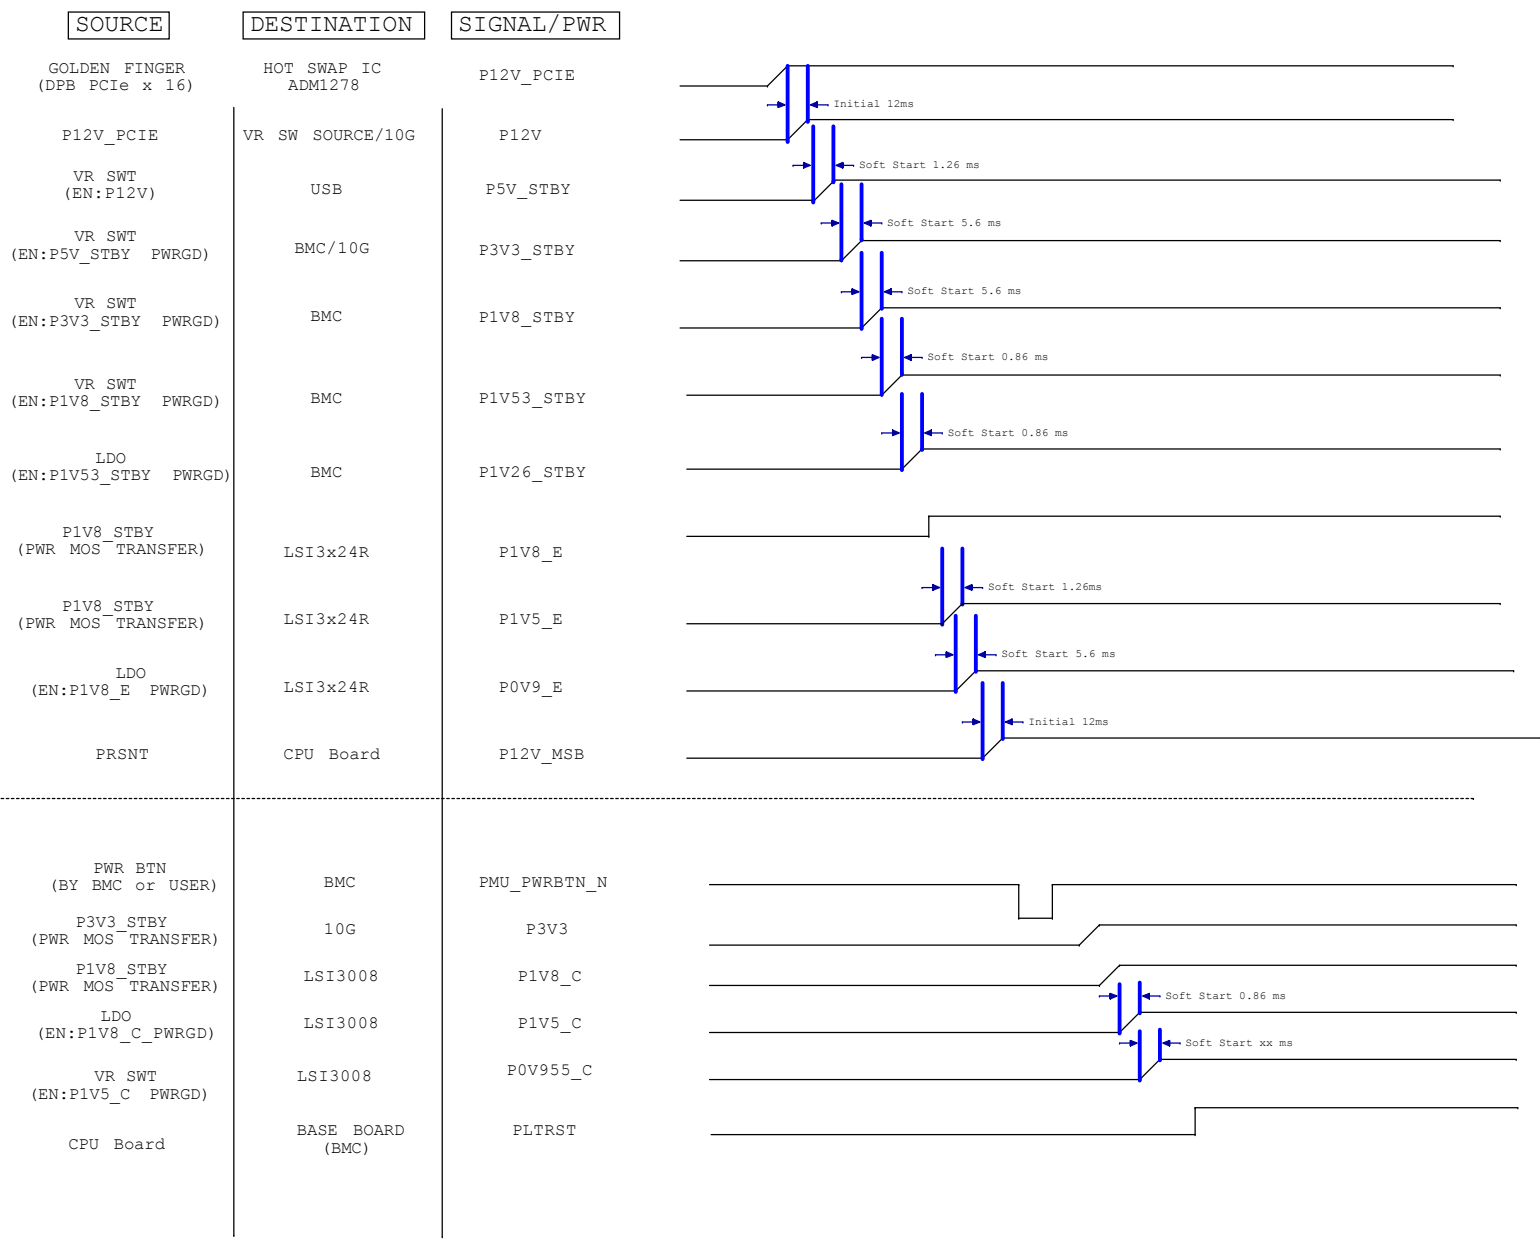 SOURCE DESTINATION SIGNAL/PWR
GOLDEN FINGER
(DPB PCIe x 16)
HOT SWAP IC
ADM1278
P12V_PCIE
Initial 12ms
P12V_PCIE
VR SW SOURCE/10G
P12V
Soft Start 1.26 ms
VR SWT
(EN:P12V)
USB
P5V_STBY
Soft Start 5.6 ms
VR SWT
(EN:P5V_STBY PWRGD)
BMC/10G
P3V3_STBY
Soft Start 5.6 ms
VR SWT
(EN:P3V3_STBY PWRGD)
BMC
P1V8_STBY
Soft Start 0.86 ms
VR SWT
(EN:P1V8_STBY PWRGD)
BMC
P1V53_STBY
Soft Start 0.86 ms
LDO
(EN:P1V53_STBY PWRGD)
BMC
P1V26_STBY
P1V8_STBY
(PWR MOS TRANSFER)
LSI3x24R
P1V8_E
Soft Start 1.26ms
P1V8_STBY
(PWR MOS TRANSFER)
LSI3x24R
P1V5_E
Soft Start 5.6 ms
LDO
(EN:P1V8_E PWRGD)
LSI3x24R
P0V9_E
Initial 12ms
PRSNT
CPU Board
P12V_MSB
PWR BTN
(BY BMC or USER)
BMC
PMU_PWRBTN_N
P3V3_STBY
(PWR MOS TRANSFER)
10G
P3V3
P1V8_STBY
(PWR MOS TRANSFER)
LSI3008
P1V8_C
Soft Start 0.86 ms
LDO
(EN:P1V8_C_PWRGD)
LSI3008
P1V5_C
Soft Start xx ms
VR SWT
(EN:P1V5_C PWRGD)
LSI3008
P0V955_C
CPU Board
BASE BOARD
(BMC)
PLTRST